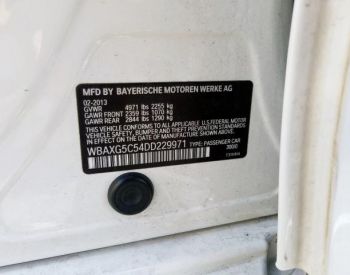 MFD BY BAYERISCHE MOTOREN WERKE AG
02-2013
GVWR 4971 lbs 2255 kg
GAWR FRONT 2359 lbs 1070 kg
GAWR REAR 2844 lbs 1290 kg
THIS VEHICLE CONFORMS TO ALL APPLICABLE U.S. FEDERAL MOTOR
VEHICLE SAFETY, BUMPER AND THEFT PREVENTION STANDARDS
IN EFFECT ON THE DATE OF MANUFACTURE SHOWN ABOVE.
WBAXG5C54DD229971 TYPE: PASSENGER CAR